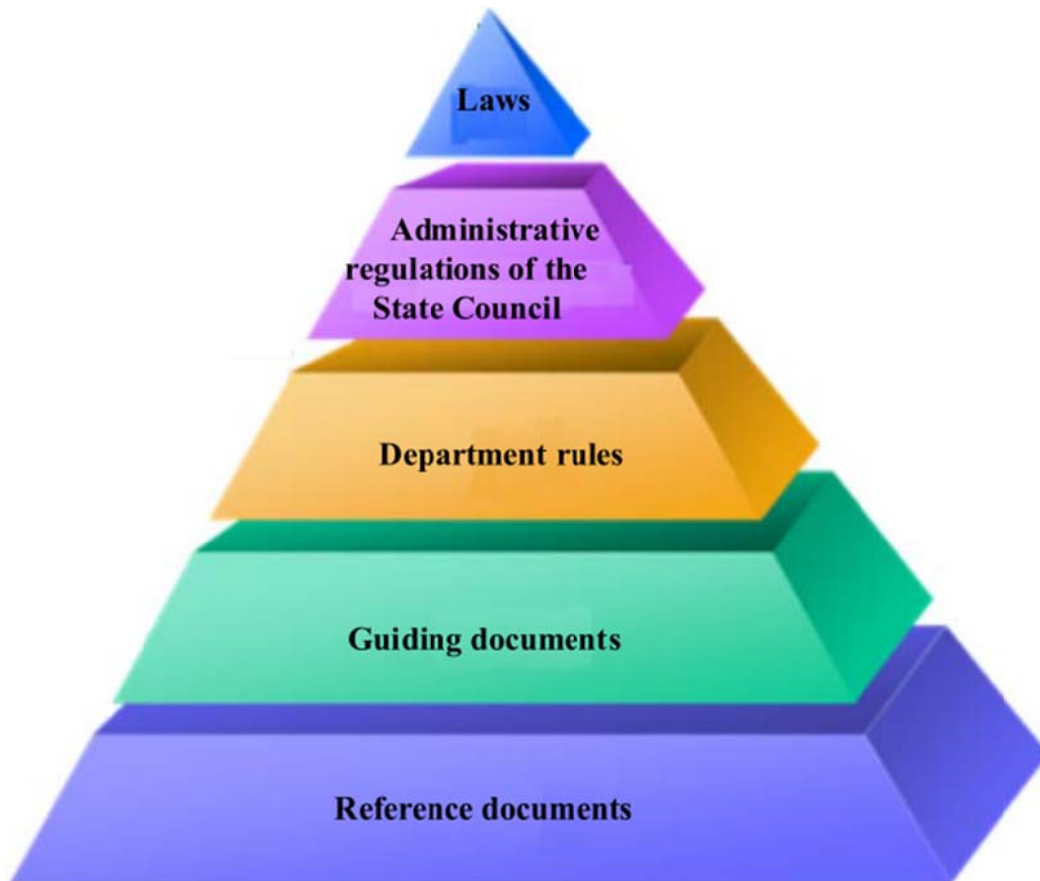 Laws
Administrative
regulations of the
State Council
Department rules
Guiding documents
Reference documents